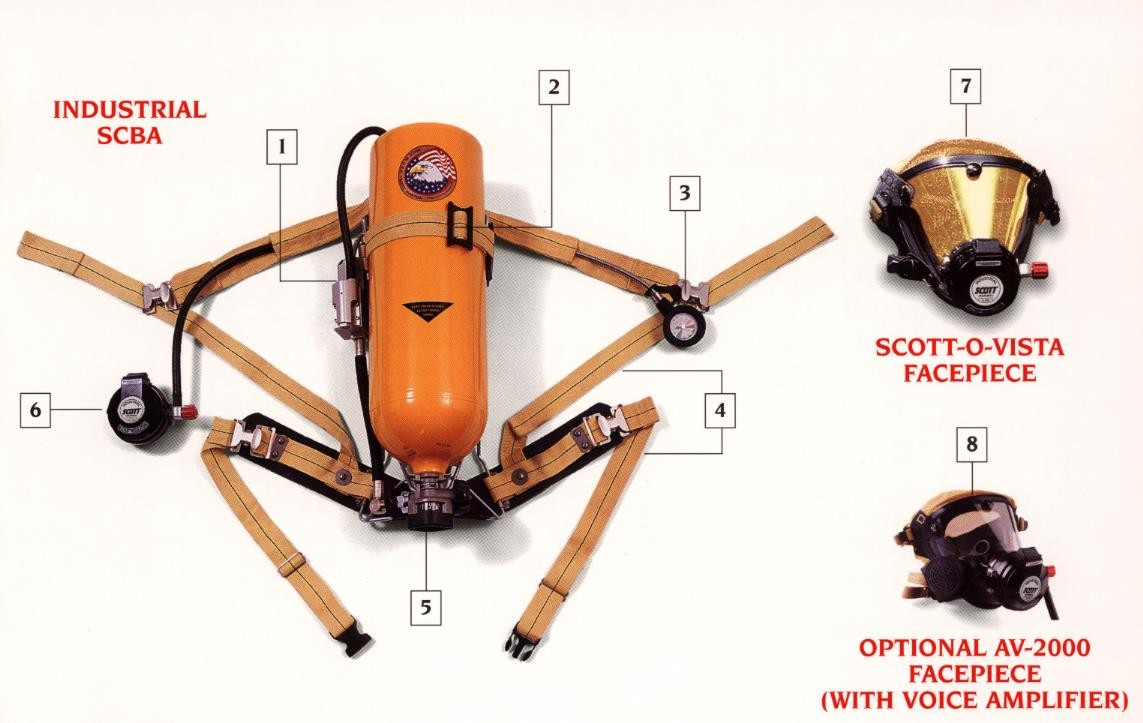 INDUSTRIAL
SCBA
1
2
3
4
5
6
7
8
SCOTT
SCOTT
SCOTT
SCOTT-O-VISTA
FACEPIECE
OPTIONAL AV-2000
FACEPIECE
(WITH VOICE AMPLIFIER)